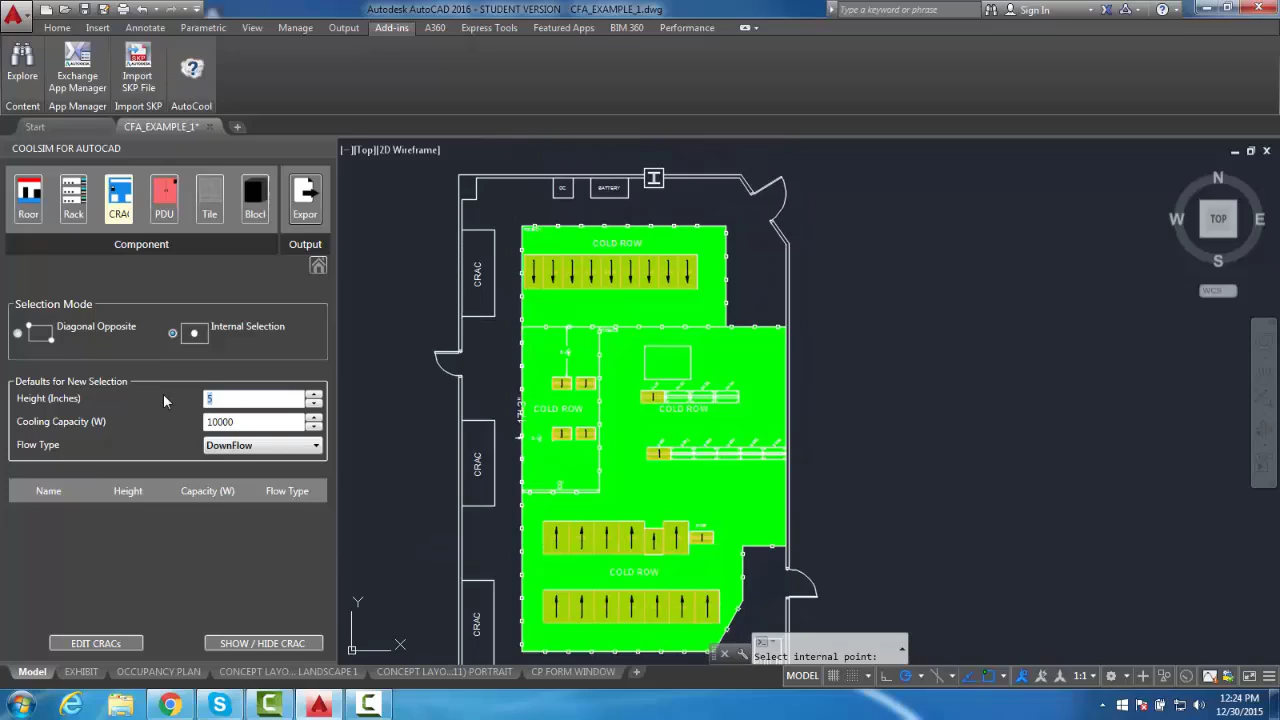 Autodesk AutoCAD 2016 - STUDENT VERSION CFA_EXAMPLE_1.dwg
Type a keyword or phrase
Sign In
Home Insert Annotate Parametric View Manage Output Add-ins A360 Express Tools Featured Apps BIM 360 Performance
Explore
Exchange
App Manager
Import
SKP File
Content App Manager Import SKP AutoCool
Start CFA_EXAMPLE_1*
COOLSIM FOR AUTOCAD
[−][Top][2D Wireframe]
Roor Rack CRAC PDU Tile Blocl Expor
Component Output
Selection Mode
Diagonal Opposite Internal Selection
Defaults for New Selection
Height (Inches) 5
Cooling Capacity (W) 10000
Flow Type DownFlow
Name Height Capacity (W) Flow Type
EDIT CRACs SHOW / HIDE CRAC
DC BATTERY
COLD ROW
CRAC
COLD ROW
COLD ROW
CRAC
COLD ROW
CRAC
N
W TOP E
S
WCS
Y
X
Select internal point:
Model EXHIBIT OCCUPANCY PLAN CONCEPT LAYO... LANDSCAPE 1 CONCEPT LAYO...11) PORTRAIT CP FORM WINDOW
MODEL 1:1
12:24 PM
12/30/2015